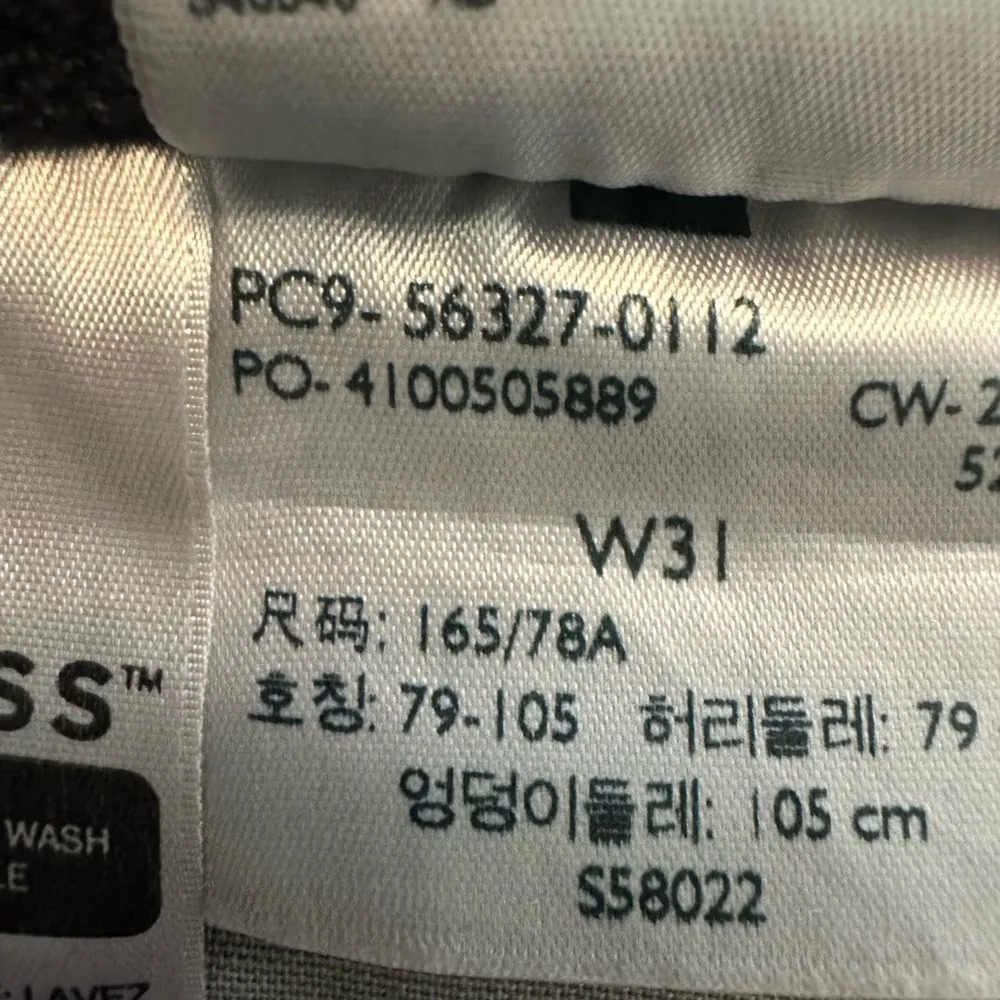 PC9- 56327-0112
PO- 4100505889
CW- 2
52
W31
尺码: 165/78A
호칭: 79-105 허리둘레: 79
엉덩이둘레: 105 cm
S58022
SS™
WASH
LE
LAVEZ